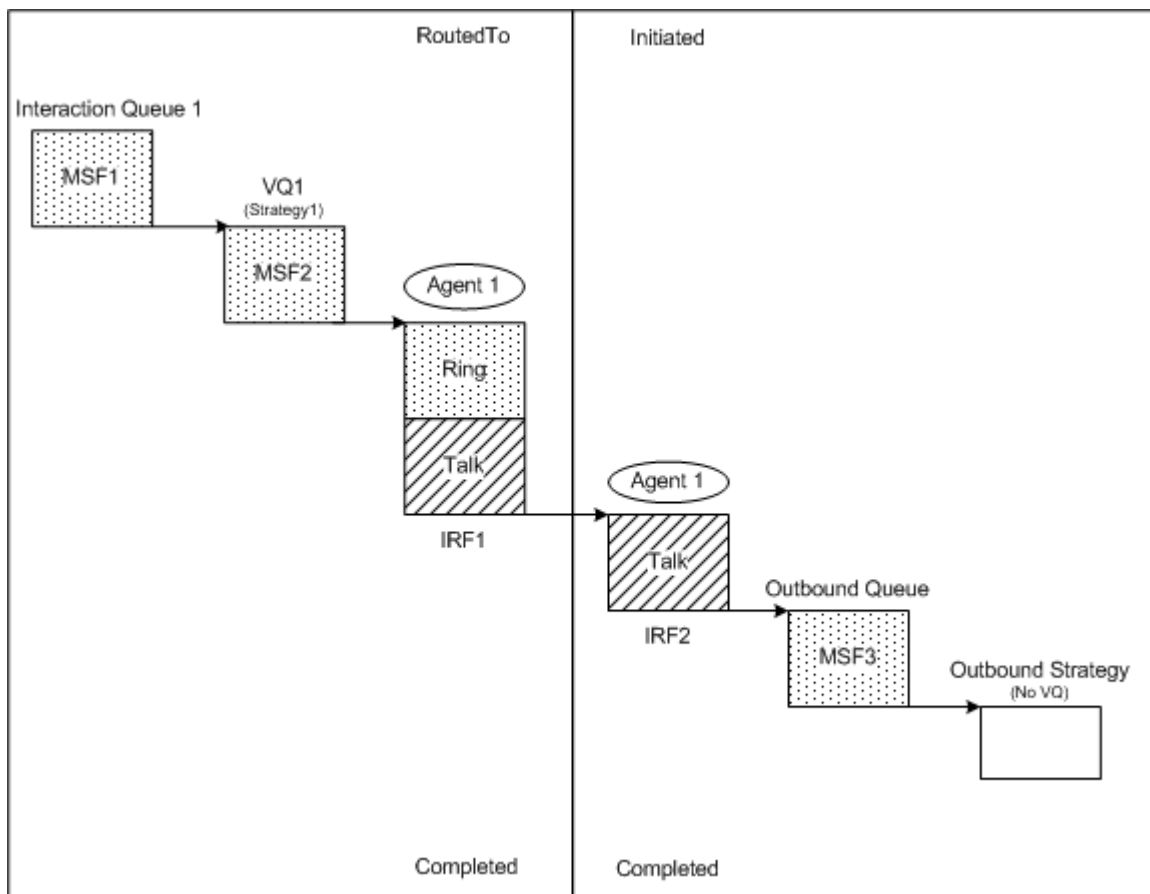 RoutedTo
Initiated
Interaction Queue 1
MSF1
VQ1
(Strategy1)
MSF2
Agent 1
Ring
Talk
IRF1
Agent 1
Talk
IRF2
Outbound Queue
MSF3
Outbound Strategy
(No VQ)
Completed
Completed